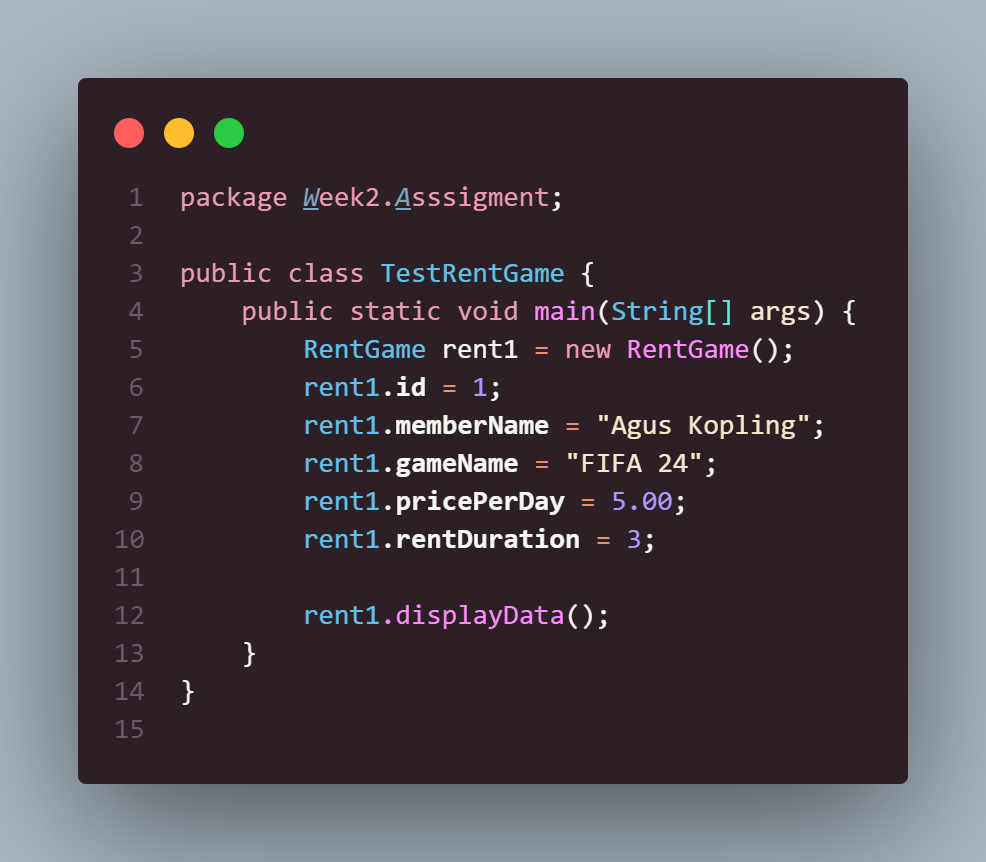 1 package Week2.Asssigment;
2
3 public class TestRentGame {
4     public static void main(String[] args) {
5         RentGame rent1 = new RentGame();
6         rent1.id = 1;
7         rent1.memberName = "Agus Kopling";
8         rent1.gameName = "FIFA 24";
9         rent1.pricePerDay = 5.00;
10         rent1.rentDuration = 3;
11
12         rent1.displayData();
13     }
14 }
15